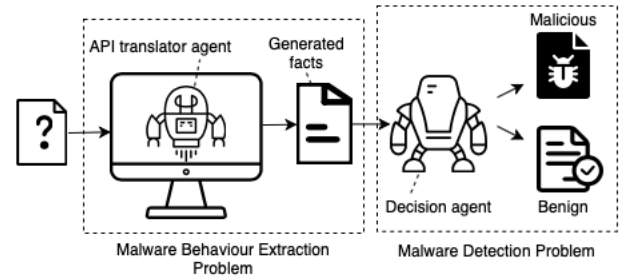 Malicious
API translator agent
Generated
facts
?
Decision agent
Benign
Malware Behaviour Extraction
Problem
Malware Detection Problem